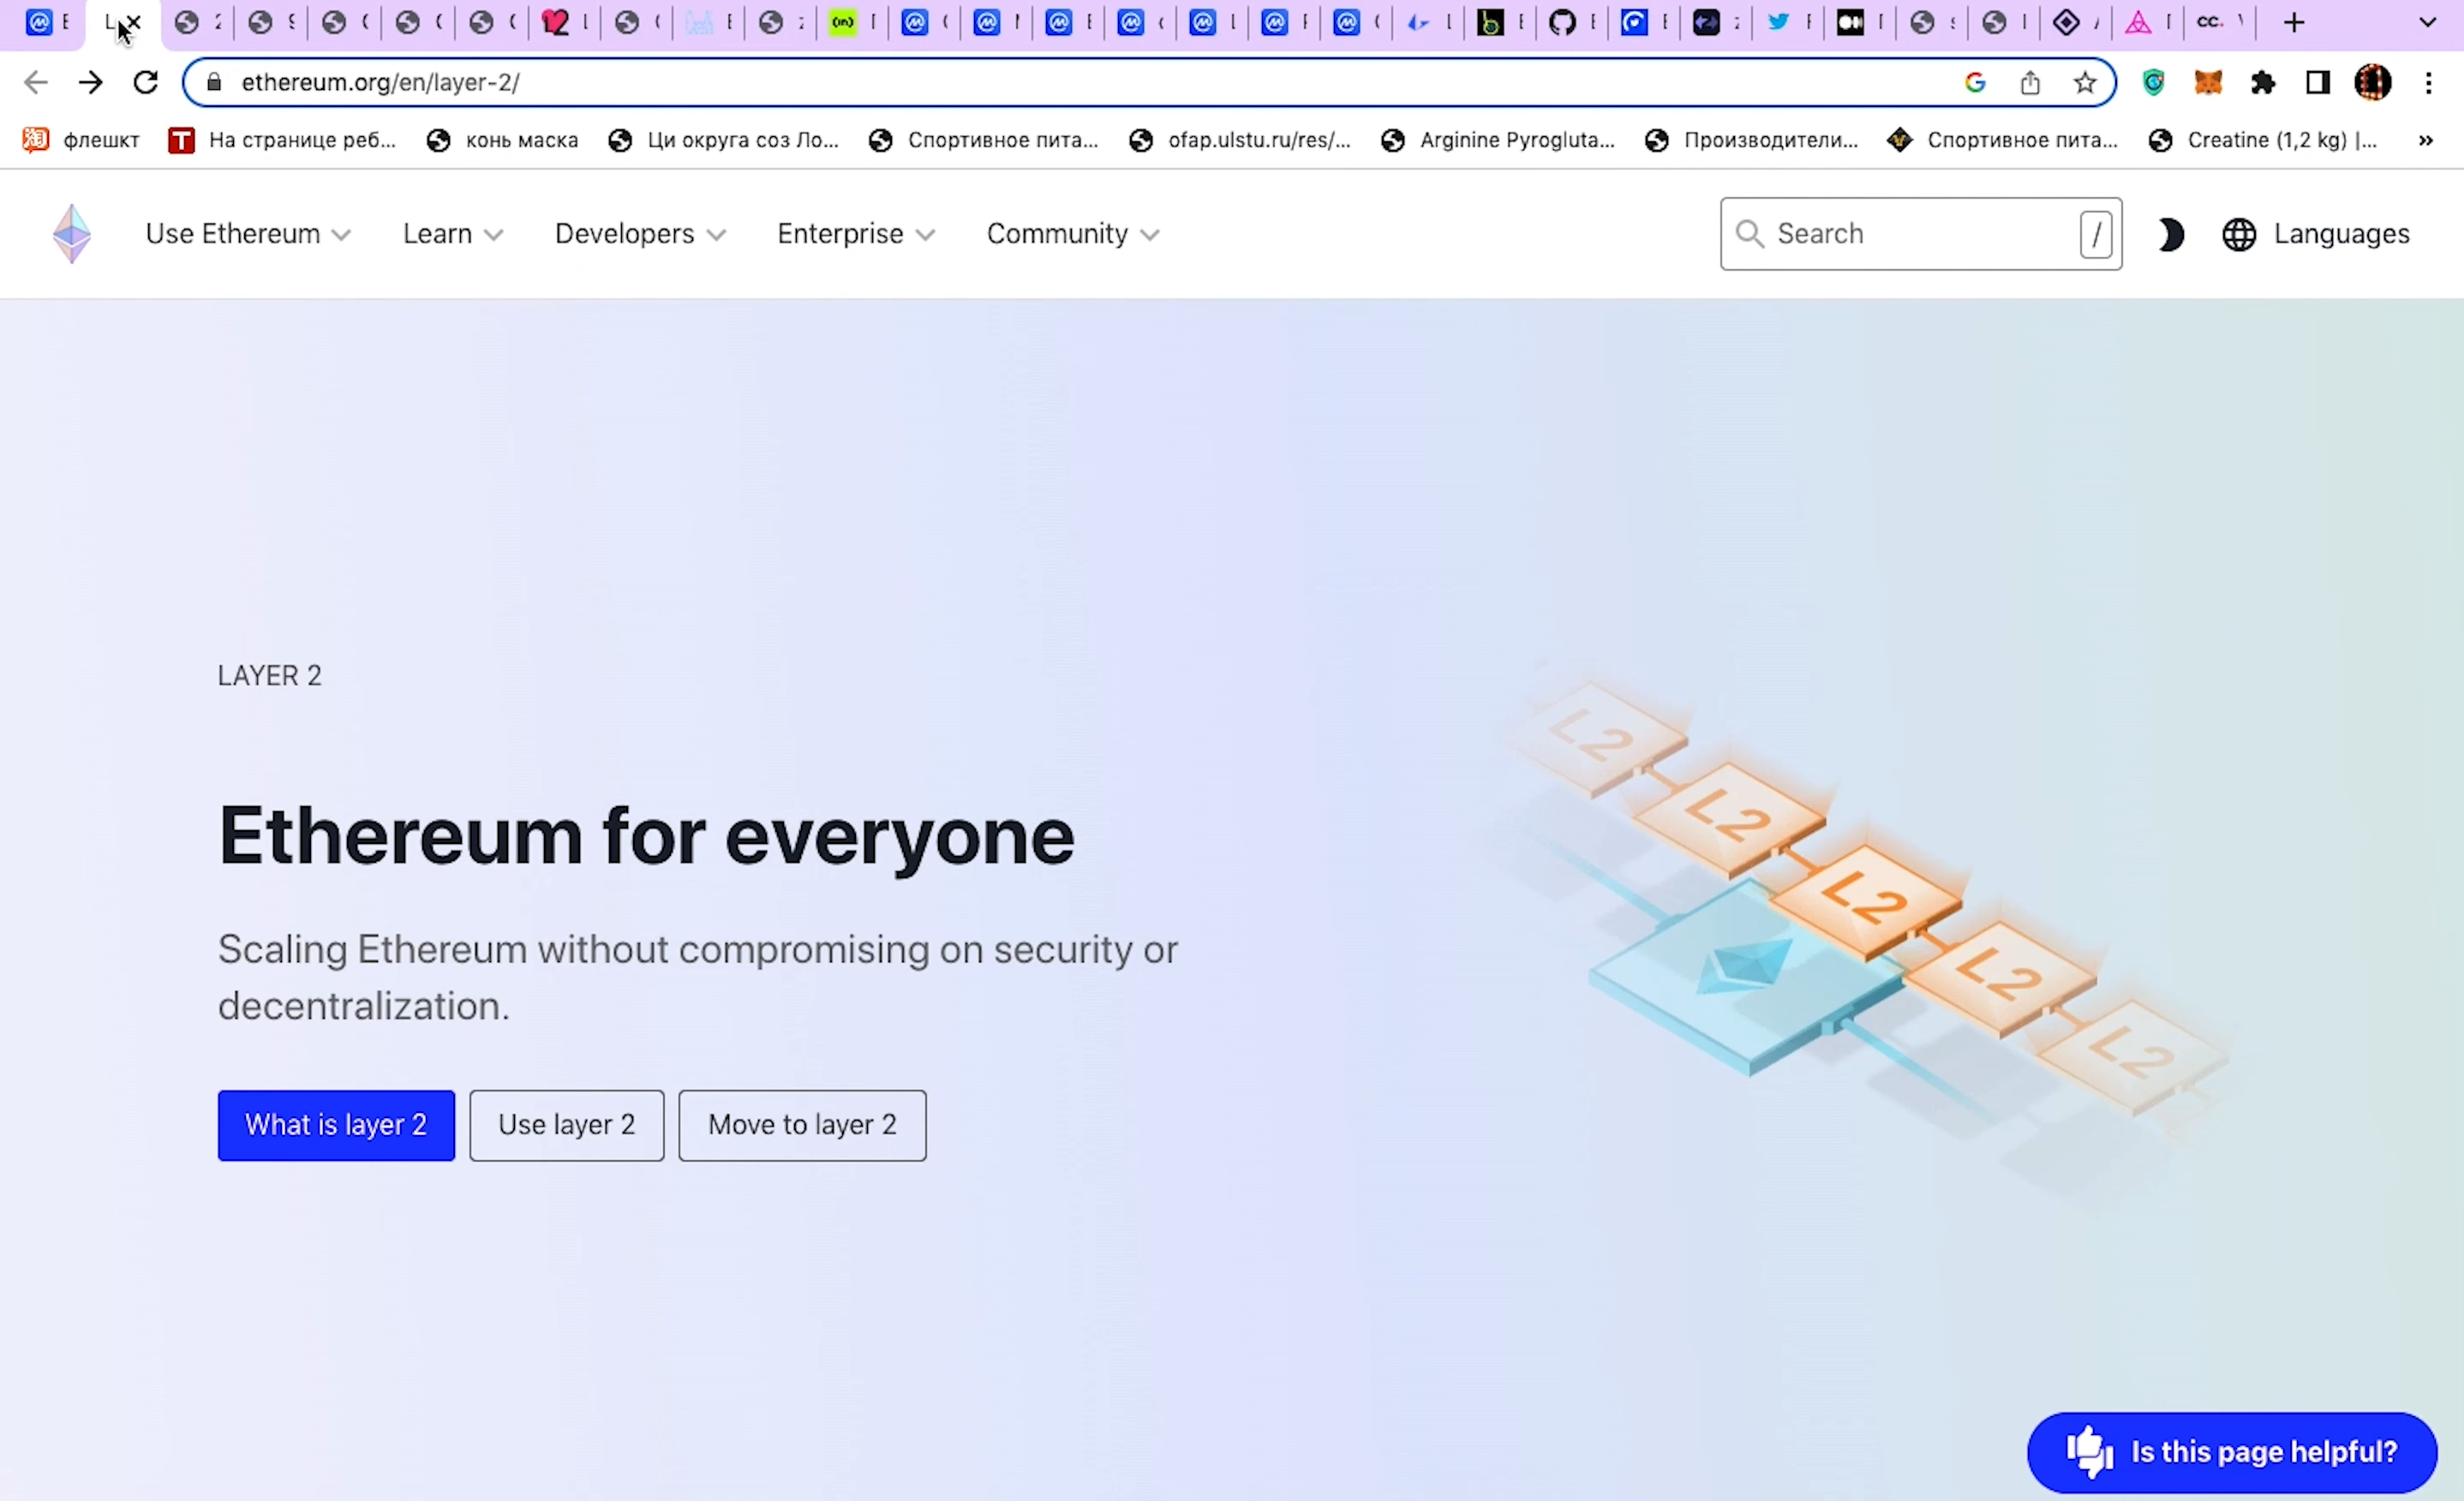 ethereum.org/en/layer-2/
флешкт
На странице реб...
конь маска
Ци округа соз Ло...
Спортивное пита...
ofap.ulstu.ru/res/...
Arginine Pyrogluta...
Производители...
Спортивное пита...
Creatine (1,2 kg) |...
»
Use Ethereum
Learn
Developers
Enterprise
Community
Search
/
Languages
LAYER 2
Ethereum for everyone
Scaling Ethereum without compromising on security or
decentralization.
What is layer 2
Use layer 2
Move to layer 2
L2
L2
L2
L2
L2
Is this page helpful?